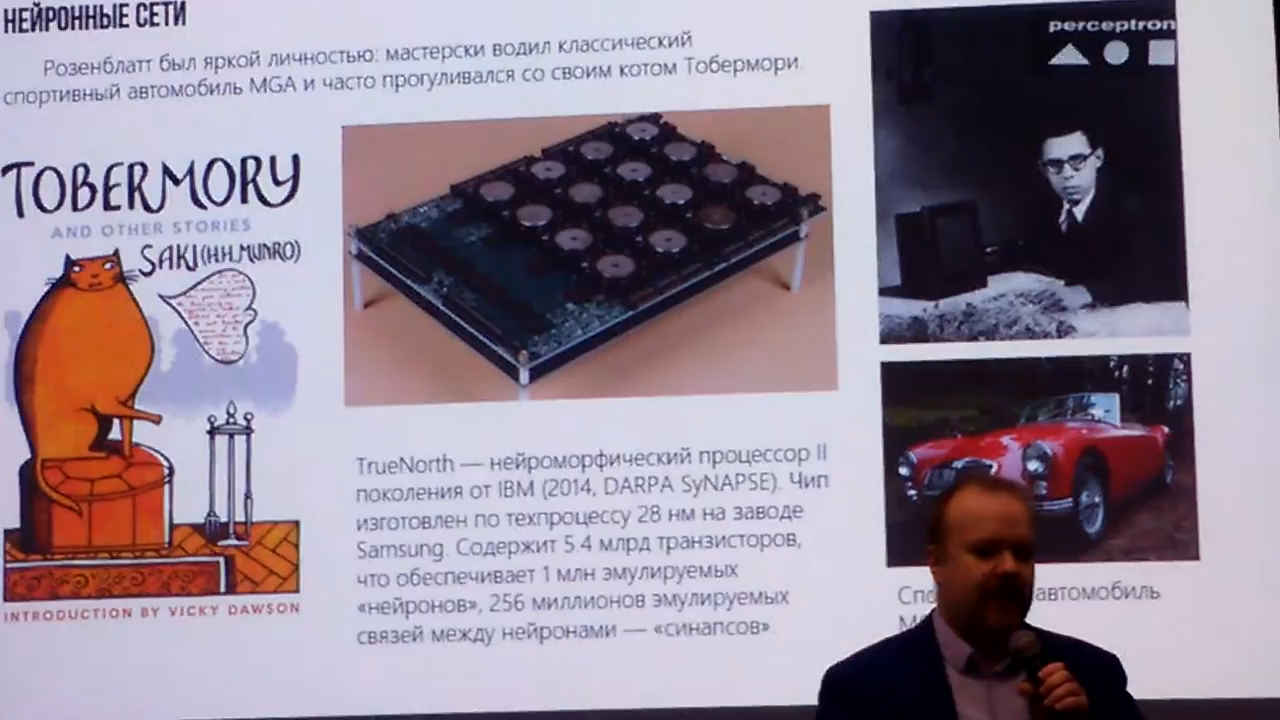 НЕЙРОННЫЕ СЕТИ
Розенблатт был яркой личностью: мастерски водил классический
спортивный автомобиль MGA и часто прогуливался со своим котом Тобермори.
TOBERMORY
AND OTHER STORIES
SAKI (H.H. MUNRO)
INTRODUCTION BY VICKY DAWSON
TrueNorth — нейроморфический процессор II
поколения от IBM (2014, DARPA SyNAPSE). Чип
изготовлен по техпроцессу 28 нм на заводе
Samsung. Содержит 5.4 млрд транзисторов,
что обеспечивает 1 млн эмулируемых
«нейронов», 256 миллионов эмулируемых
связей между нейронами — «синапсов».
perceptron
автомобиль